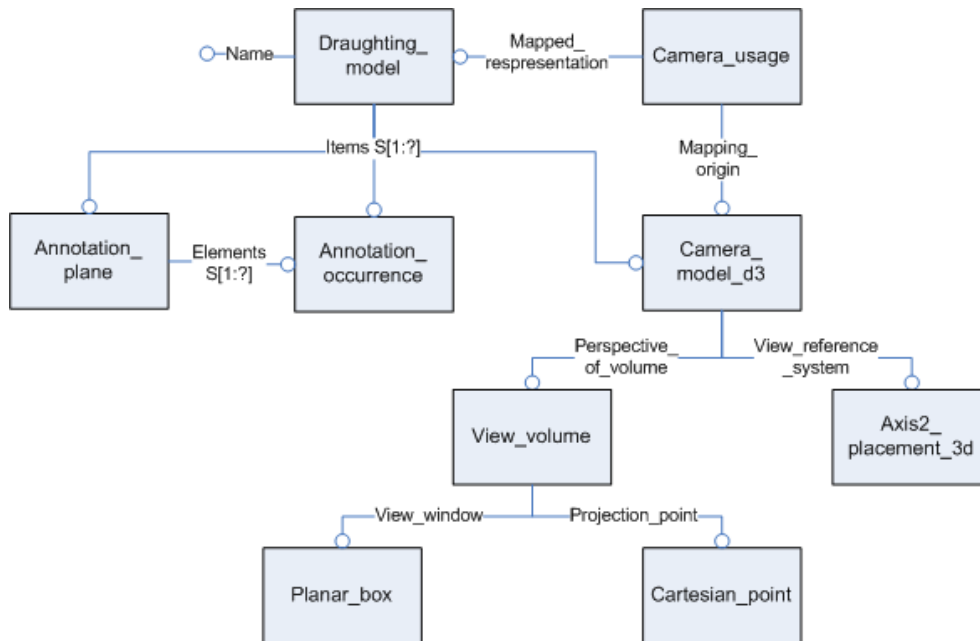 Name
Draughting_
model
Mapped_
respresentation
Camera_usage
Items S[1:?]
Mapping_
origin
Annotation_
plane
Elements
S[1:?]
Annotation_
occurrence
Camera_
model_d3
Perspective_
of_volume
View_reference
_system
View_volume
Axis2_
placement_3d
View_window
Projection_point
Planar_box
Cartesian_point